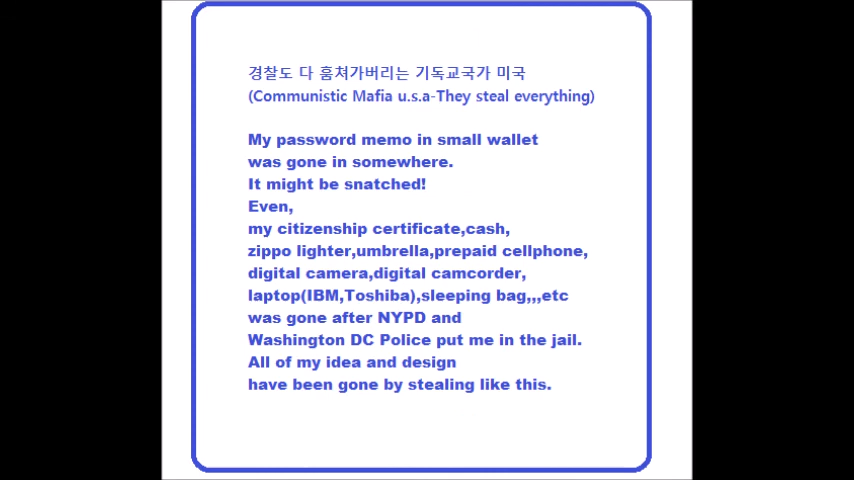 경찰도 다 훔쳐가버리는 기독교국가 미국
(Communistic Mafia u.s.a-They steal everything)
My password memo in small wallet
was gone in somewhere.
It might be snatched!
Even,
my citizenship certificate,cash,
zippo lighter,umbrella,prepaid cellphone,
digital camera,digital camcorder,
laptop(IBM,Toshiba),sleeping bag,,,etc
was gone after NYPD and
Washington DC Police put me in the jail.
All of my idea and design
have been gone by stealing like this.